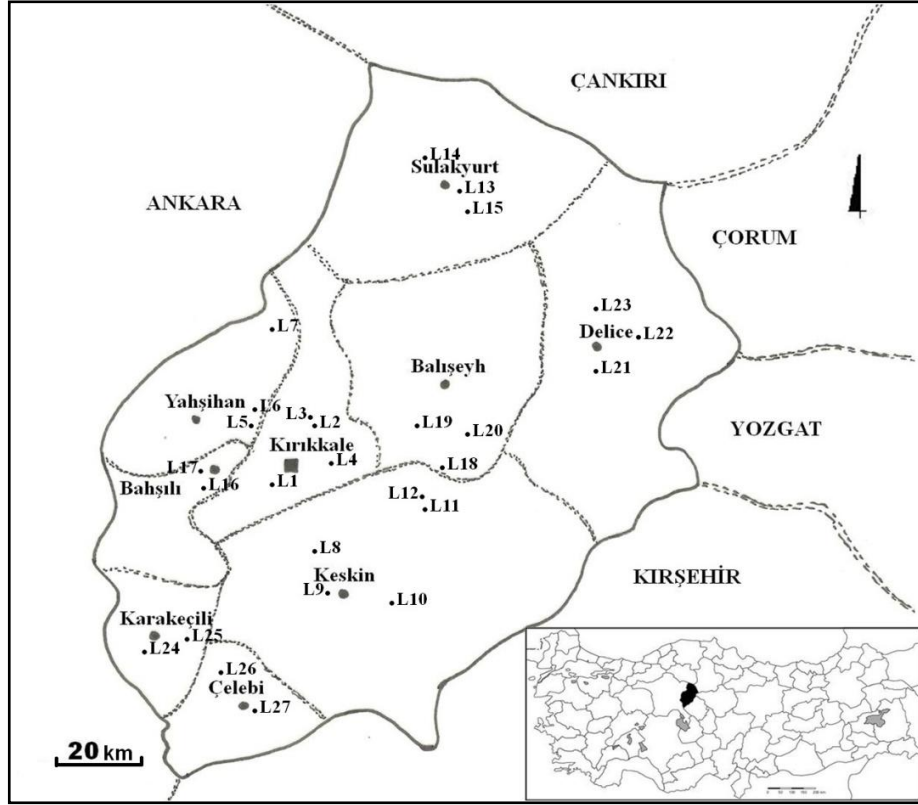 ÇANKIRI
L14
Sulakyurt
L13
ANKARA
L15
ÇORUM
L23
L7
Delice
L22
Balışeyh
L21
Yahşihan
L6
L3
L5
L2
L19
L20
YOZGAT
Kırıkkale
L4
L17
L18
Bahşılı
L16
L1
L12
L11
L8
Keskin
KIRŞEHİR
L9
L10
Karakeçili
L25
L24
L26
Çelebi
L27
20 km